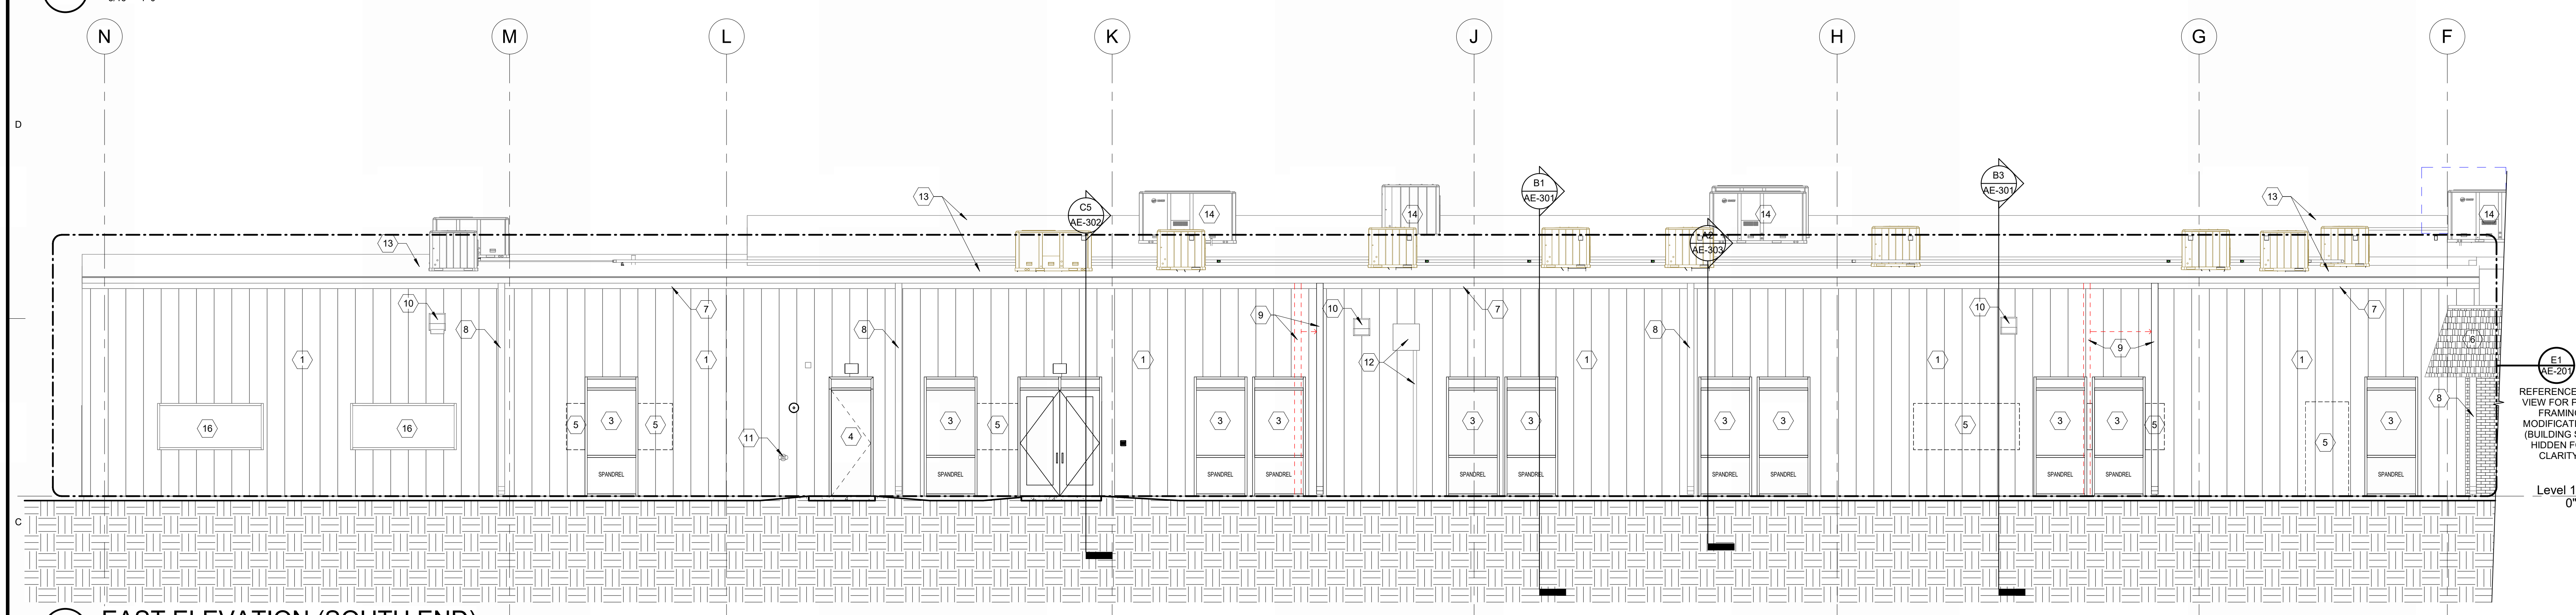 N M L K J H G F
D
B3
AE-301
B1
AE-301
C5
AE-302
A2
AE-303
13 14 14 14 13 14
13
10 8 7 8 9 10 7 8 10 9 7
12
6
1 1 1 1 1 1
E1
AE-201
REFERENCE
VIEW FOR
FRAMING
(BUILDING
HIDDEN
CLARITY
8
16 16 5 3 5 11 4 3 5 3 3 3 3 3 3 5 3 3 5 5 3
SPANDREL SPANDREL SPANDREL SPANDREL SPANDREL SPANDREL SPANDREL SPANDREL SPANDREL SPANDREL SPANDREL
Level 1
0"
C
EAST ELEVATION (SOUTH END)